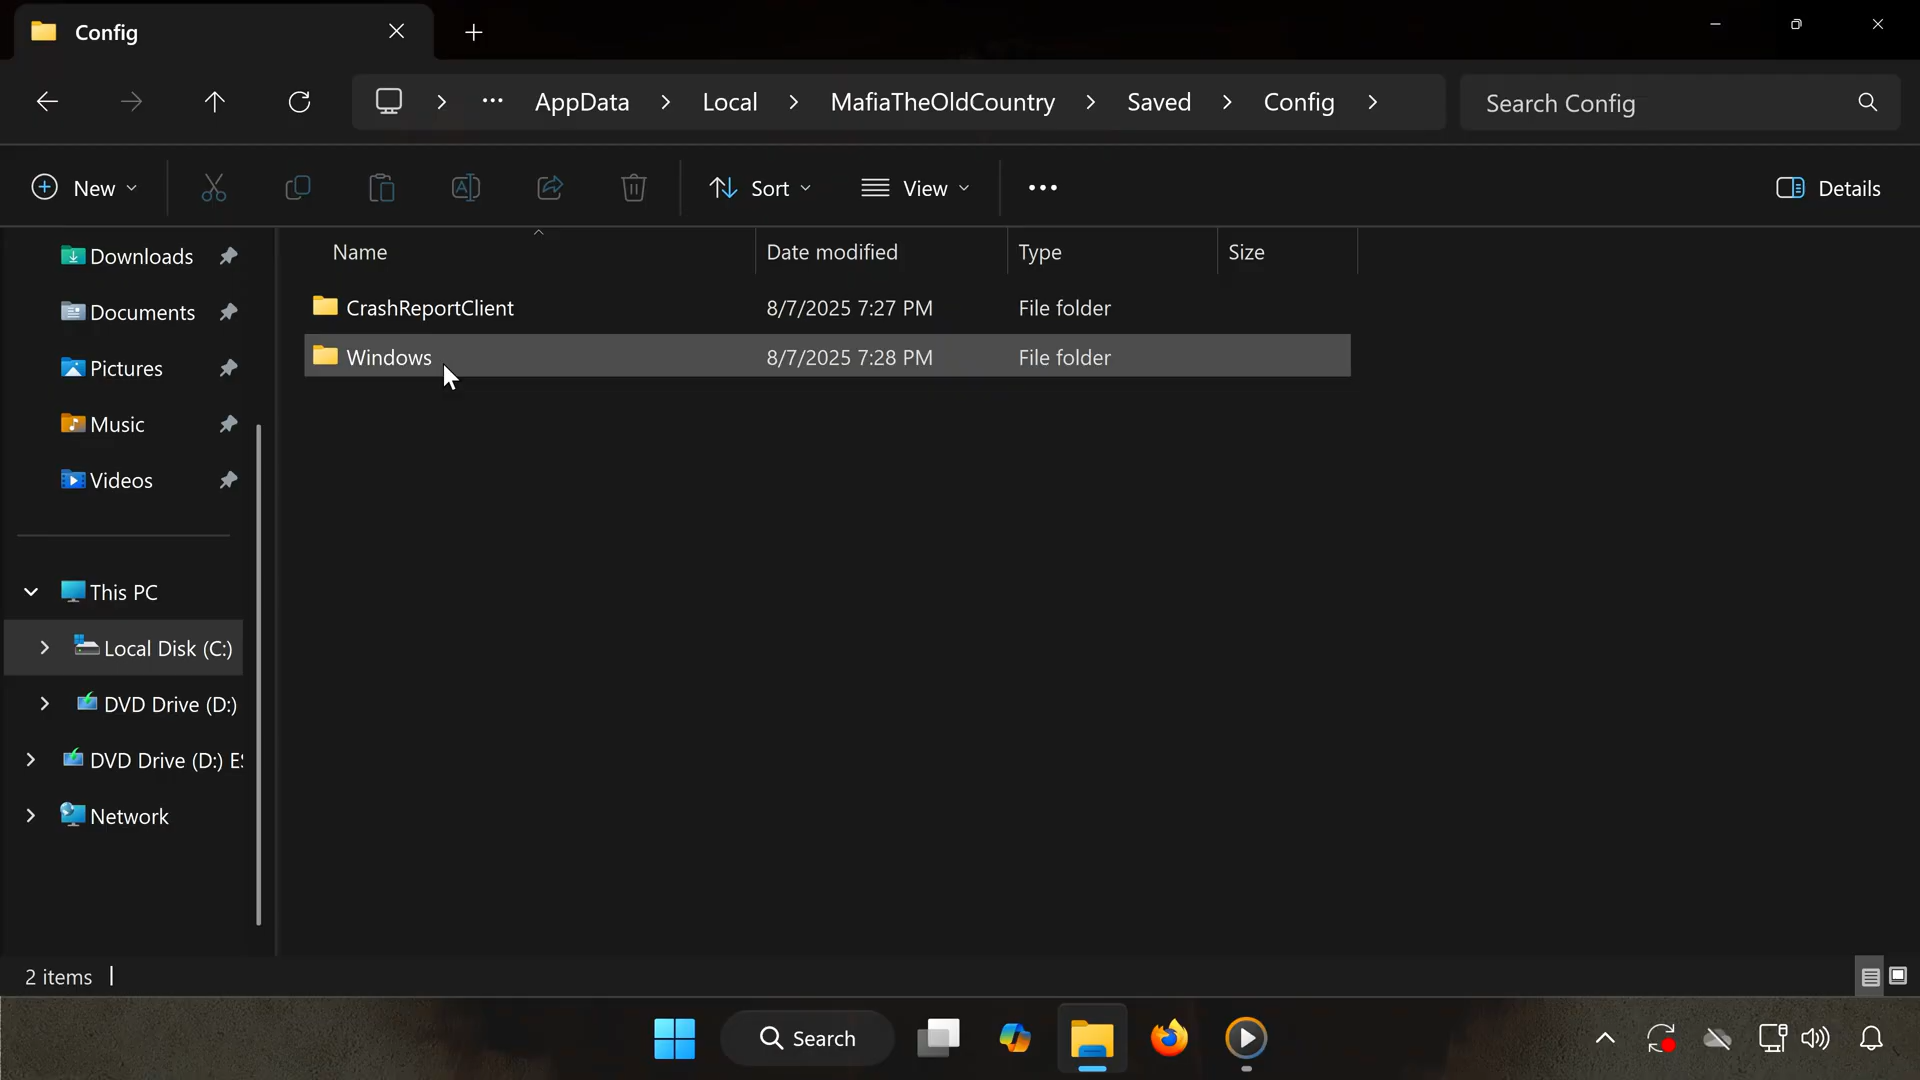 Config
AppData
Local
MafiaTheOldCountry
Saved
Config
Search Config
New
Sort
View
Details
Name
Date modified
Type
Size
Downloads
Documents
Pictures
Music
Videos
This PC
Local Disk (C:)
DVD Drive (D:)
DVD Drive (D:) ES
Network
CrashReportClient 8/7/2025 7:27 PM File folder
Windows 8/7/2025 7:28 PM File folder
2 items
Search